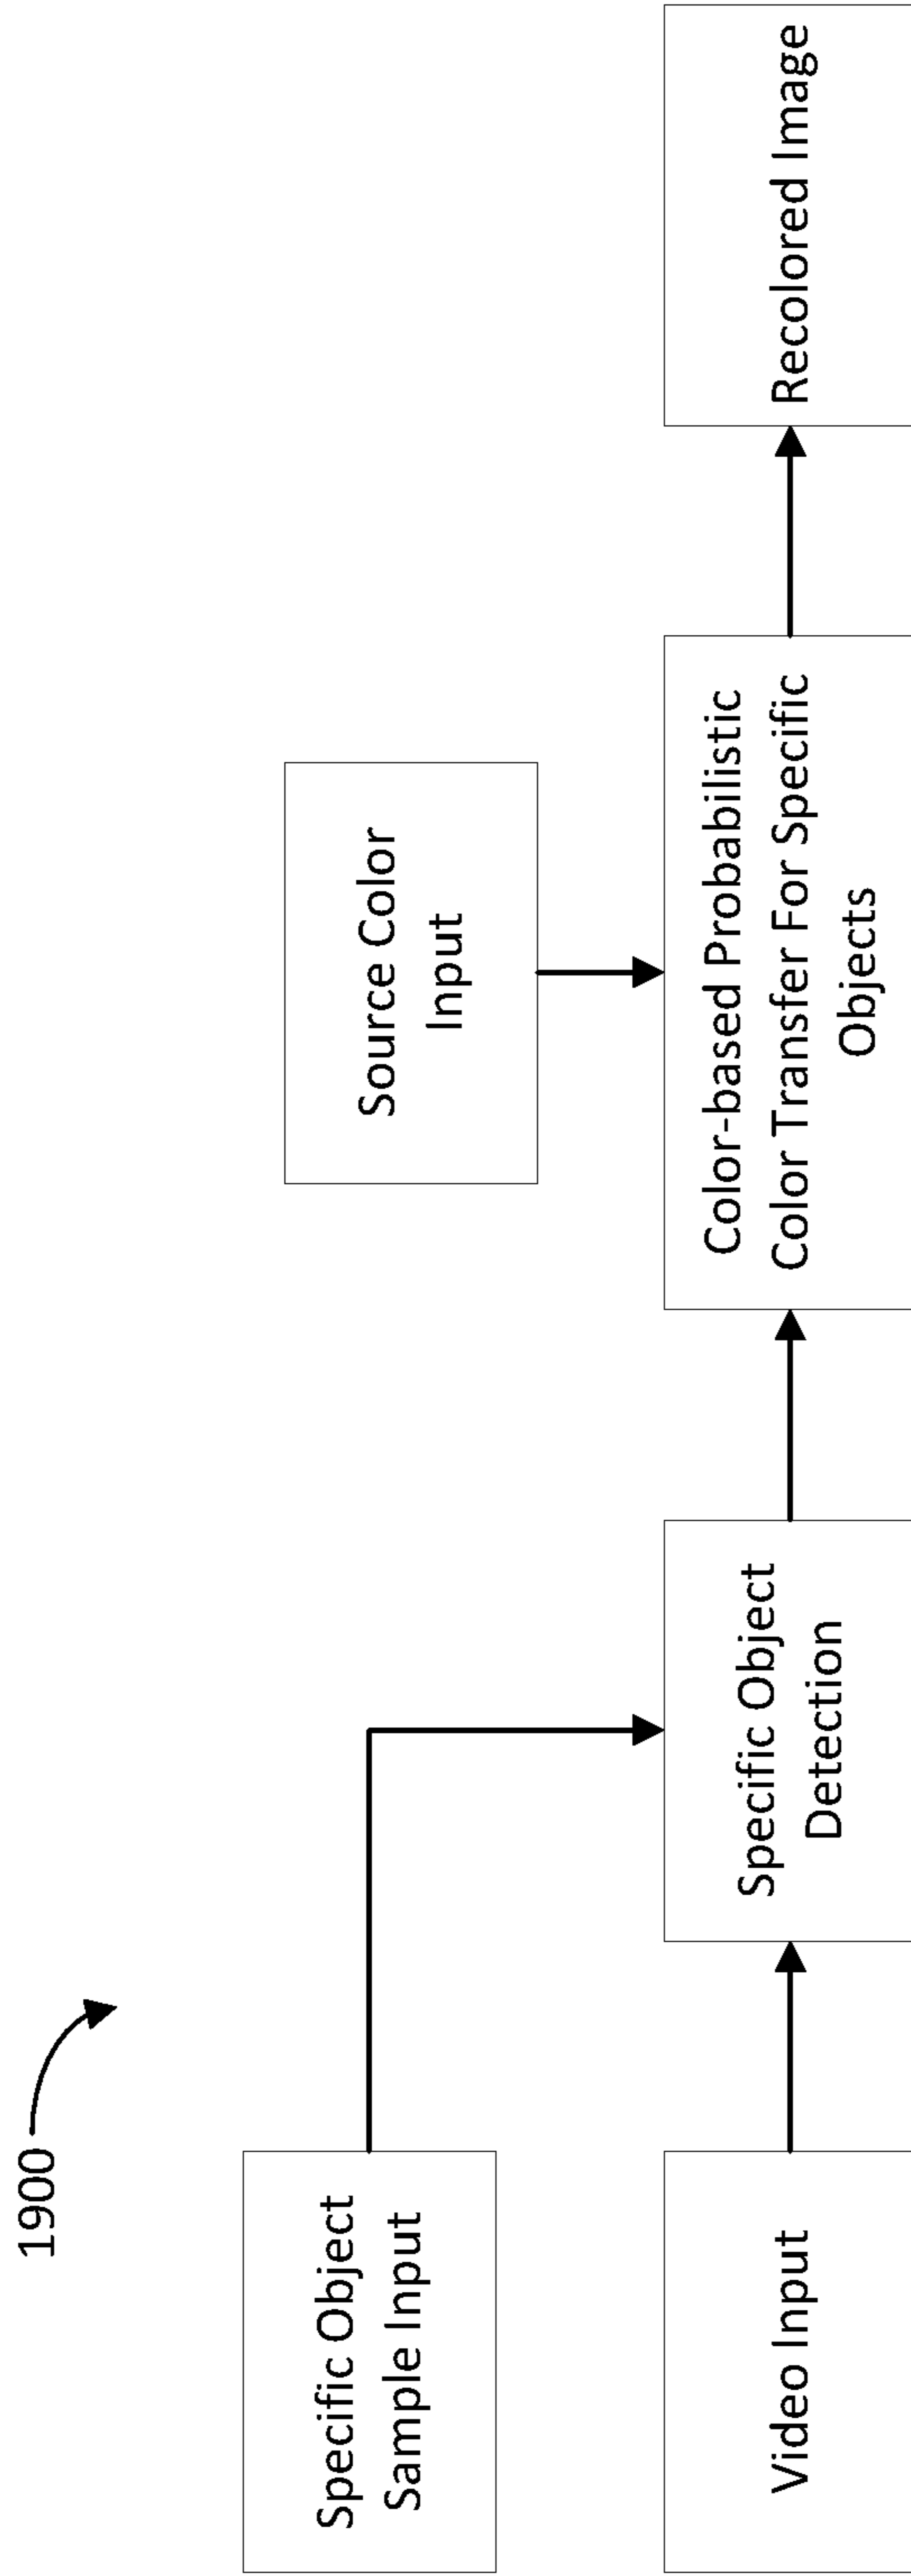 1900
Specific Object
Sample Input
Source Color
Input
Video Input
Specific Object
Detection
Color-based Probabilistic
Color Transfer For Specific
Objects
Recolored Image